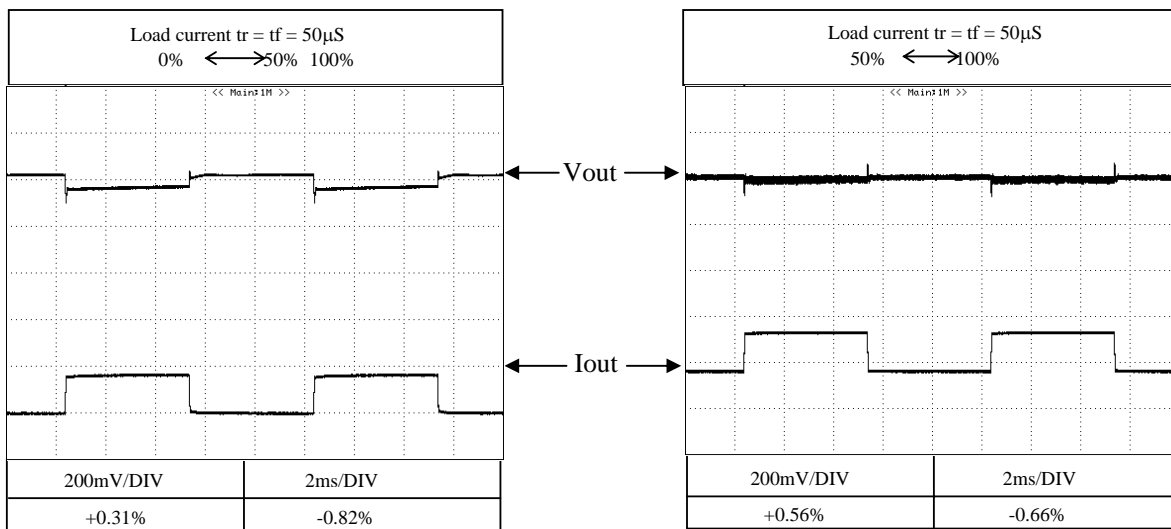 Load current tr = tf = 50μS
0% 50% 100%
<< Main:1M >>
200mV/DIV 2ms/DIV
+0.31% -0.82%
Vout
Iout
Load current tr = tf = 50μS
50% 100%
<< Main:1M >>
200mV/DIV 2ms/DIV
+0.56% -0.66%